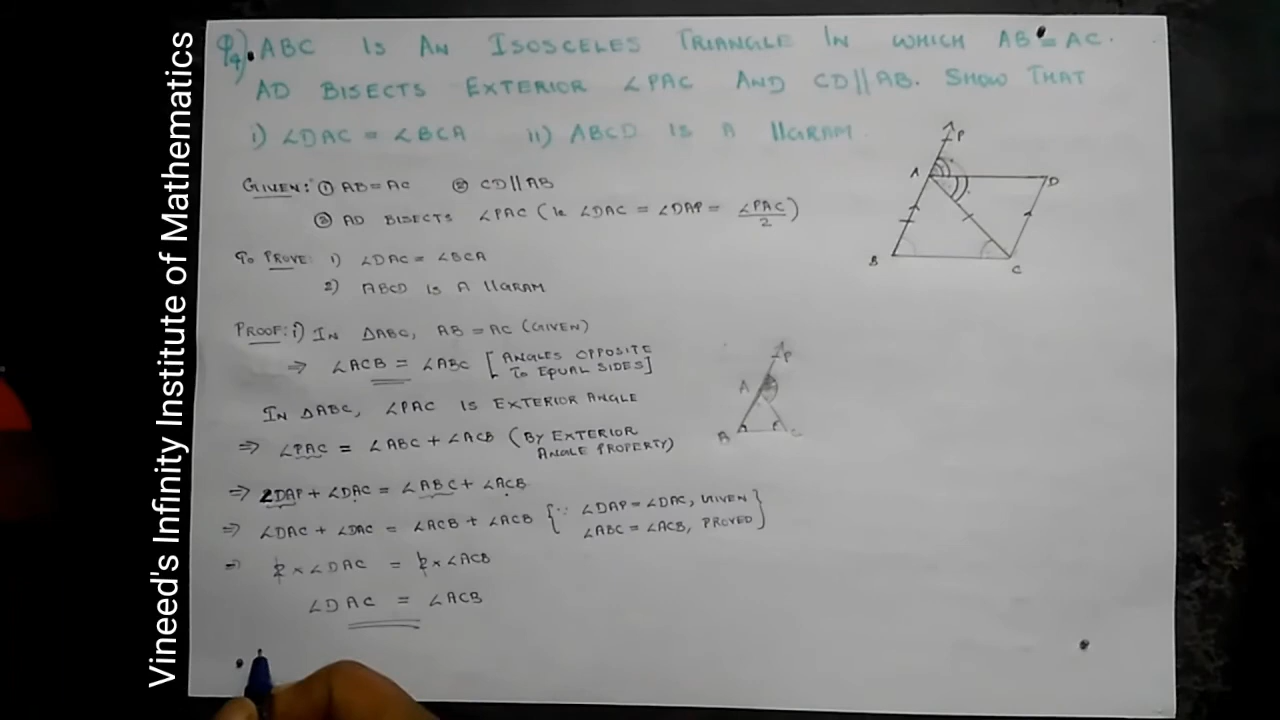 Vineed's Infinity Institute of Mathematics
Q4) ABC IS AN ISOSCELES TRIANGLE IN WHICH AB = AC.
AD BISECTS EXTERIOR ∠PAC AND CD||AB. SHOW THAT
i) ∠DAC = ∠BCA ii) ABCD IS A ||GRAM
GIVEN: ① AB = AC ② CD||AB
③ AD BISECTS ∠PAC (ie ∠DAC = ∠DAP = ∠PAC/2)
TO PROVE: 1) ∠DAC = ∠BCA
2) ABCD IS A ||GRAM
PROOF: i) IN ΔABC, AB = AC (GIVEN)
⇒ ∠ACB = ∠ABC [ANGLES OPPOSITE
TO EQUAL SIDES]
IN ΔABC, ∠PAC IS EXTERIOR ANGLE
⇒ ∠PAC = ∠ABC + ∠ACB (BY EXTERIOR
ANGLE PROPERTY)
⇒ ∠DAP + ∠DAC = ∠ABC + ∠ACB
⇒ ∠DAC + ∠DAC = ∠ACB + ∠ACB {∵ ∠DAP = ∠DAC, GIVEN
∠ABC = ∠ACB, PROVED}
⇒ 2 × ∠DAC = 2 × ∠ACB
∠DAC = ∠ACB
P
A
D
B
C
P
A
B
C